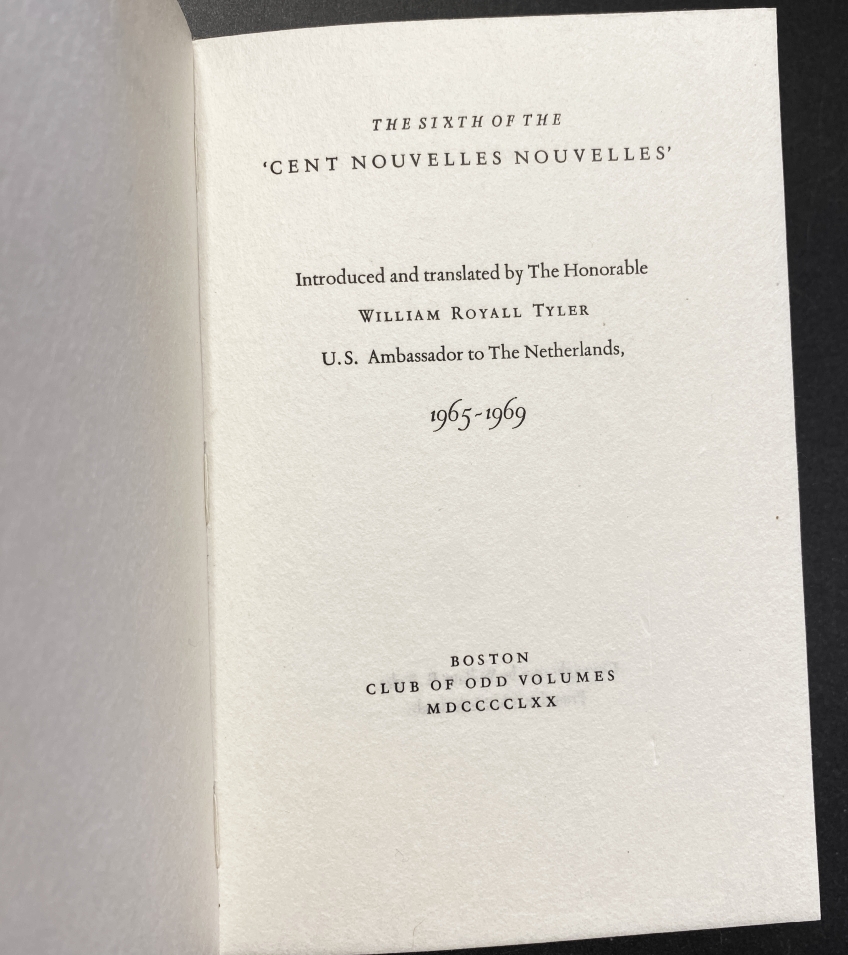 THE SIXTH OF THE
‘CENT NOUVELLES NOUVELLES’
Introduced and translated by The Honorable
WILLIAM ROYALL TYLER
U.S. Ambassador to The Netherlands,
1965-1969
BOSTON
CLUB OF ODD VOLUMES
MDCCCCLXX